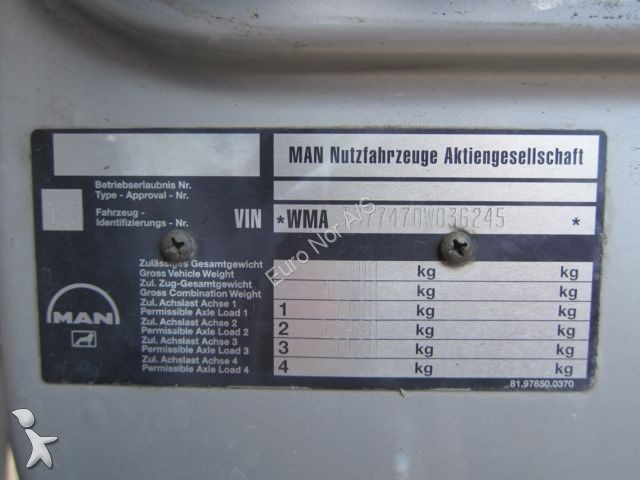 MAN Nutzfahrzeuge Aktiengesellschaft
Betriebserlaubnis Nr.
Type - Approval - Nr.
Fahrzeug -
Identifizierungs - Nr.
VIN
*WMA 77470W036245 *
Zulässiges Gesamtgewicht
Gross Vehicle Weight
kg kg
Zul. Zug-Gesamtgewicht
Gross Combination Weight
kg kg
Zul. Achslast Achse 1
Permissible Axle Load 1
1 kg kg
Zul. Achslast Achse 2
Permissible Axle Load 2
2 kg kg
Zul. Achslast Achse 3
Permissible Axle Load 3
3 kg kg
Zul. Achslast Achse 4
Permissible Axle Load 4
4 kg kg
MAN
81.97850.0370
Euro Nor A/S